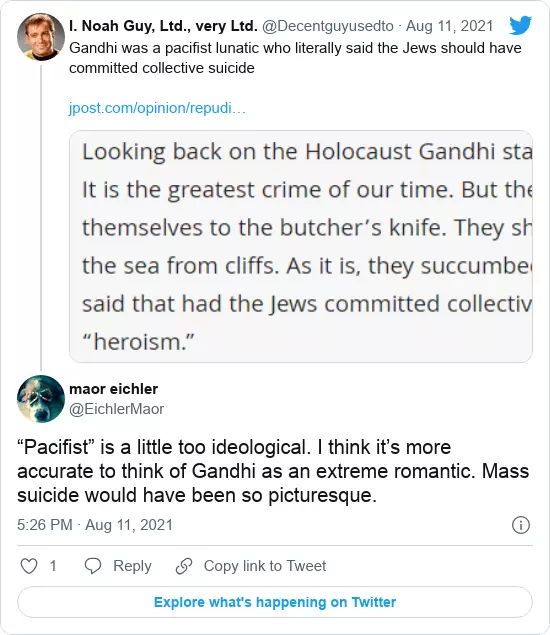 I. Noah Guy, Ltd., very Ltd. @Decentguyusedto · Aug 11, 2021
Gandhi was a pacifist lunatic who literally said the Jews should have
committed collective suicide
jpost.com/opinion/repudi…
Looking back on the Holocaust Gandhi sta
It is the greatest crime of our time. But the
themselves to the butcher’s knife. They sh
the sea from cliffs. As it is, they succumbe
said that had the Jews committed collectiv
“heroism.”
maor eichler
@EichlerMaor
“Pacifist” is a little too ideological. I think it’s more
accurate to think of Gandhi as an extreme romantic. Mass
suicide would have been so picturesque.
5:26 PM · Aug 11, 2021
1 Reply Copy link to Tweet
Explore what's happening on Twitter